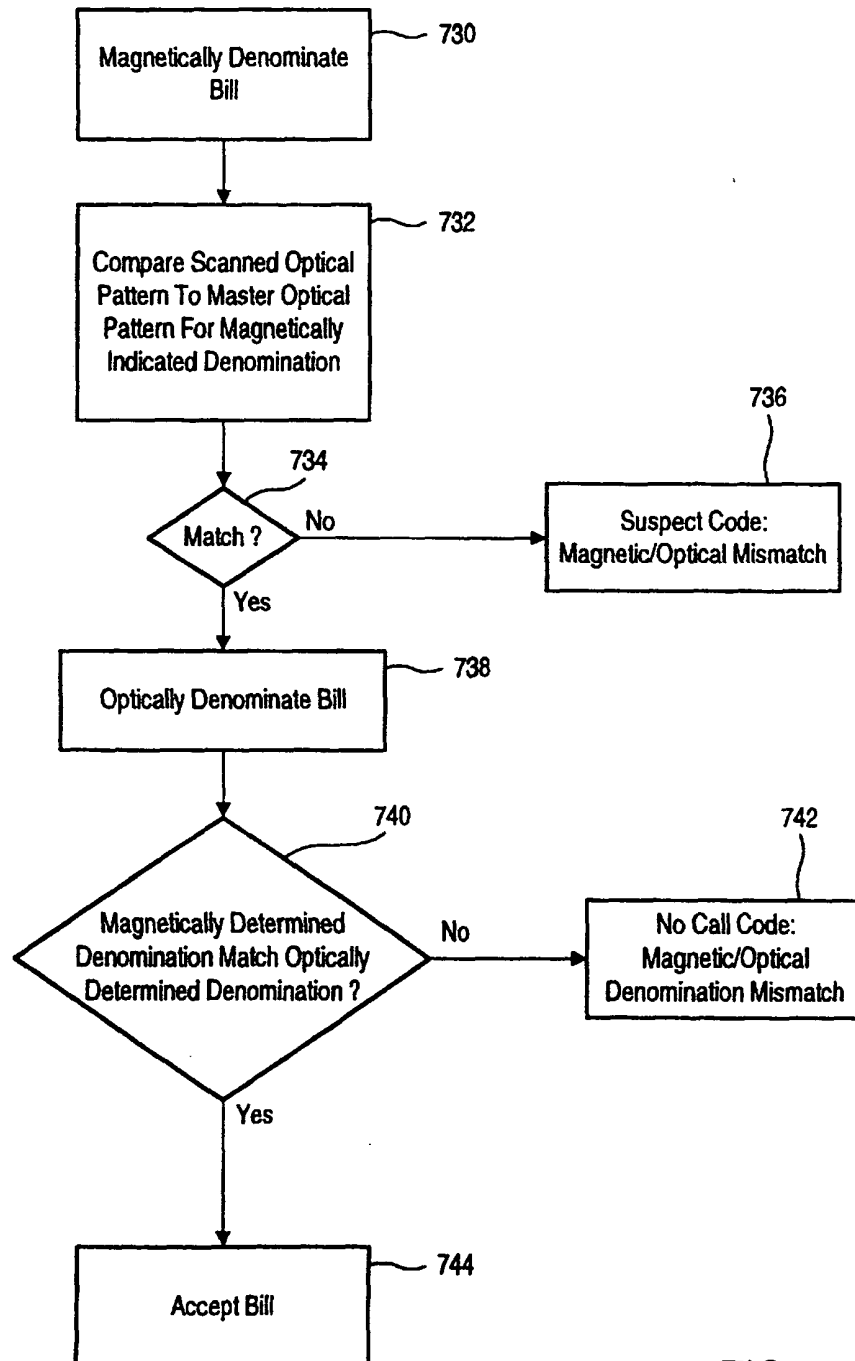 Magnetically Denominate
Bill
730
Compare Scanned Optical
Pattern To Master Optical
Pattern For Magnetically
Indicated Denomination
732
734
Match ?
No
Yes
736
Suspect Code:
Magnetic/Optical Mismatch
Optically Denominate Bill
738
740
Magnetically Determined
Denomination Match Optically
Determined Denomination ?
No
Yes
742
No Call Code:
Magnetic/Optical
Denomination Mismatch
Accept Bill
744